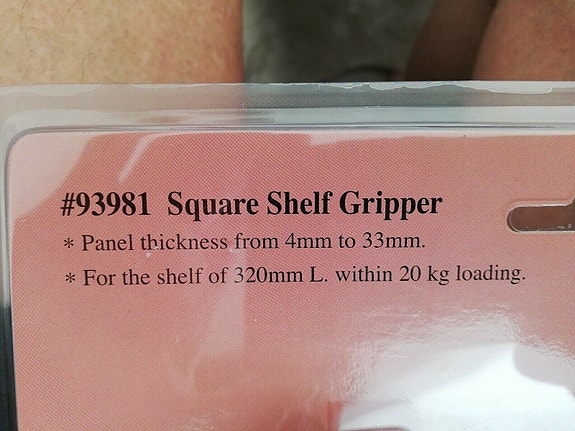 #93981 Square Shelf Gripper
* Panel thickness from 4mm to 33mm.
* For the shelf of 320mm L. within 20 kg loading.